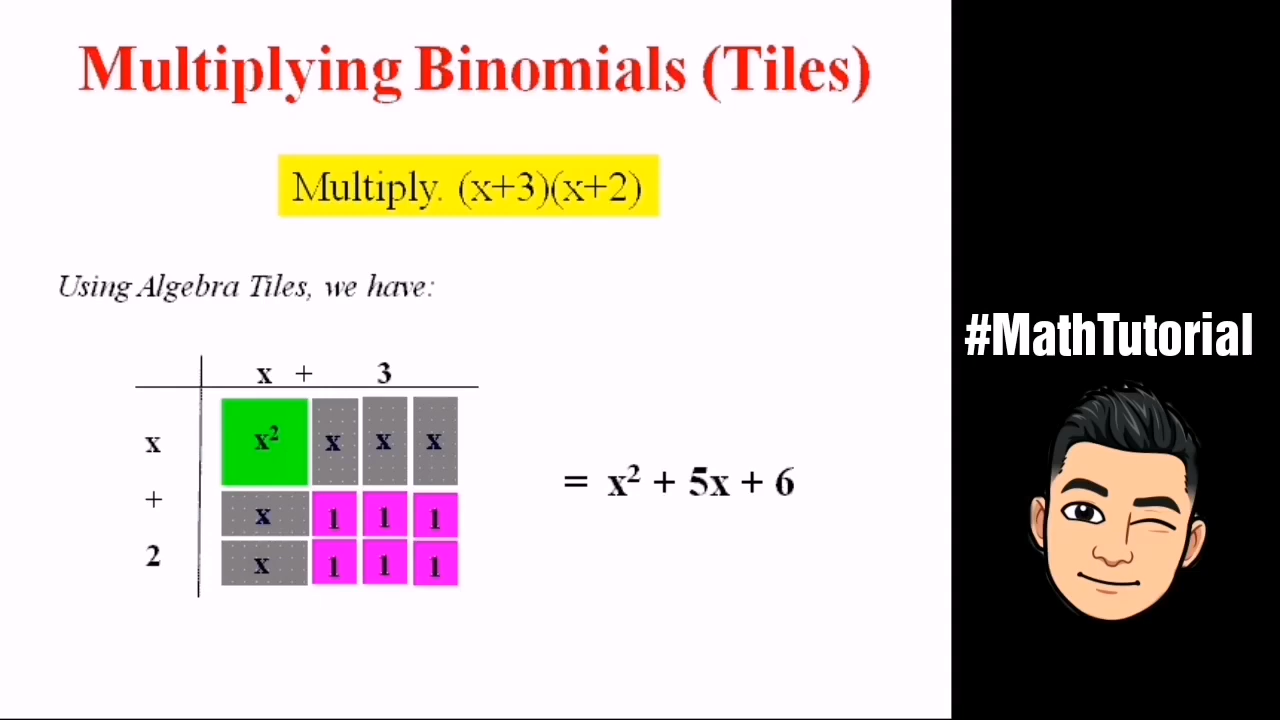 Multiplying Binomials (Tiles)
Multiply. (x+3)(x+2)
Using Algebra Tiles, we have:
x + 3
x
+
2
x² x x x
x 1 1 1
x 1 1 1
= x² + 5x + 6
#MathTutorial